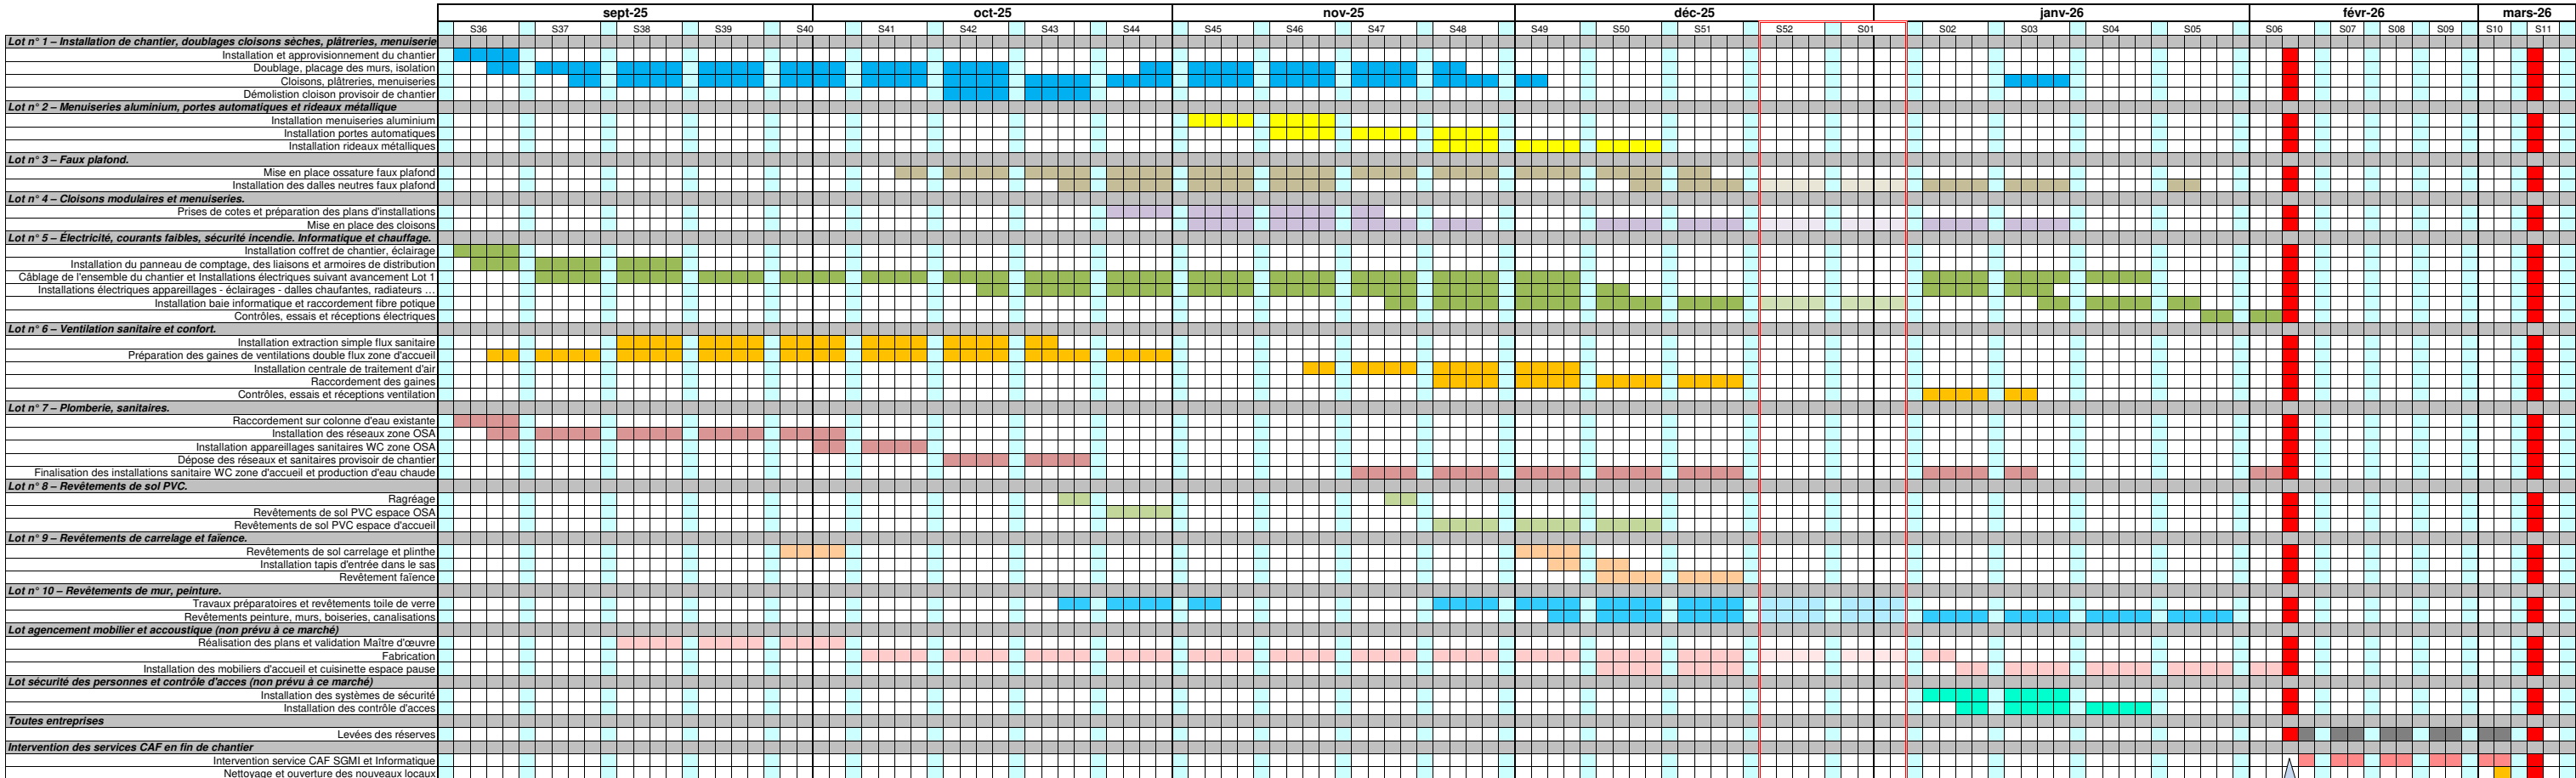 sept-25 oct-25 nov-25 déc-25 janv-26 févr-26 mars-26
S36 S37 S38 S39 S40 S41 S42 S43 S44 S45 S46 S47 S48 S49 S50 S51 S52 S01 S02 S03 S04 S05 S06 S07 S08 S09 S10 S11
Lot n° 1 – Installation de chantier, doublages cloisons sèches, plâtreries, menuiserie
Installation et approvisionnement du chantier
Doublage, placage des murs, isolation
Cloisons, plâtreries, menuiseries
Démolistion cloison provisoir de chantier
Lot n° 2 – Menuiseries aluminium, portes automatiques et rideaux métallique
Installation menuiseries aluminium
Installation portes automatiques
Installation rideaux métalliques
Lot n° 3 – Faux plafond.
Mise en place ossature faux plafond
Installation des dalles neutres faux plafond
Lot n° 4 – Cloisons modulaires et menuiseries.
Prises de cotes et préparation des plans d'installations
Mise en place des cloisons
Lot n° 5 – Électricité, courants faibles, sécurité incendie. Informatique et chauffage.
Installation coffret de chantier, éclairage
Installation du panneau de comptage, des liaisons et armoires de distribution
Câblage de l'ensemble du chantier et Installations électriques suivant avancement Lot 1
Installations électriques appareillages - éclairages - dalles chaufantes, radiateurs ...
Installation baie informatique et raccordement fibre potique
Contrôles, essais et réceptions électriques
Lot n° 6 – Ventilation sanitaire et confort.
Installation extraction simple flux sanitaire
Préparation des gaines de ventilations double flux zone d'accueil
Installation centrale de traitement d'air
Raccordement des gaines
Contrôles, essais et réceptions ventilation
Lot n° 7 – Plomberie, sanitaires.
Raccordement sur colonne d'eau existante
Installation des réseaux zone OSA
Installation appareillages sanitaires WC zone OSA
Dépose des réseaux et sanitaires provisoir de chantier
Finalisation des installations sanitaire WC zone d'accueil et production d'eau chaude
Lot n° 8 – Revêtements de sol PVC.
Ragréage
Revêtements de sol PVC espace OSA
Revêtements de sol PVC espace d'accueil
Lot n° 9 – Revêtements de carrelage et faïence.
Revêtements de sol carrelage et plinthe
Installation tapis d'entrée dans le sas
Revêtement faïence
Lot n° 10 – Revêtements de mur, peinture.
Travaux préparatoires et revêtements toile de verre
Revêtements peinture, murs, boiseries, canalisations
Lot agencement mobilier et accoustique (non prévu à ce marché)
Réalisation des plans et validation Maître d'œuvre
Fabrication
Installation des mobiliers d'accueil et cuisinette espace pause
Lot sécurité des personnes et contrôle d'acces (non prévu à ce marché)
Installation des systèmes de sécurité
Installation des contrôle d'acces
Toutes entreprises
Levées des réserves
Intervention des services CAF en fin de chantier
Intervention service CAF SGMI et Informatique
Nettoyage et ouverture des nouveaux locaux